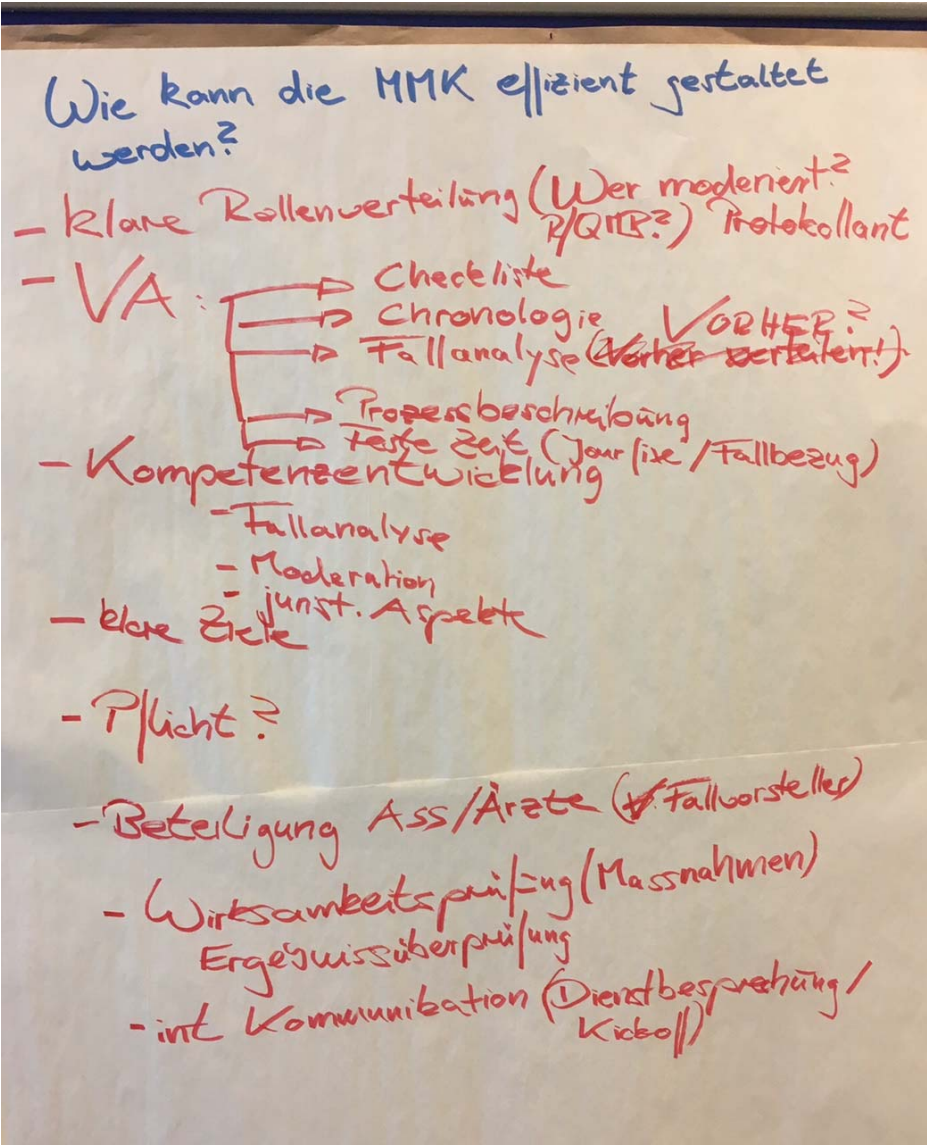 Wie kann die MMK effizient gestaltet
werden?
- klare Rollenverteilung (Wer moderiert?
R/QMB?) Protokollant
- VA:
Checkliste
Chronologie VORHER?
Fallanalyse (Vorher verteilen!)
Prozessbeschreibung
Feste Zeit (Jour fixe / Fallbezug)
- Kompetenzentwicklung
- Fallanalyse
- Moderation
- jurist. Aspekte
- klare Ziele
- Pflicht?
- Beteiligung Ass/Ärzte (Fallvorsteller)
- Wirksamkeitsprüfung (Massnahmen)
Ergebnissüberprüfung
- int Kommunikation (Dienstbesprechung /
Kickoff)